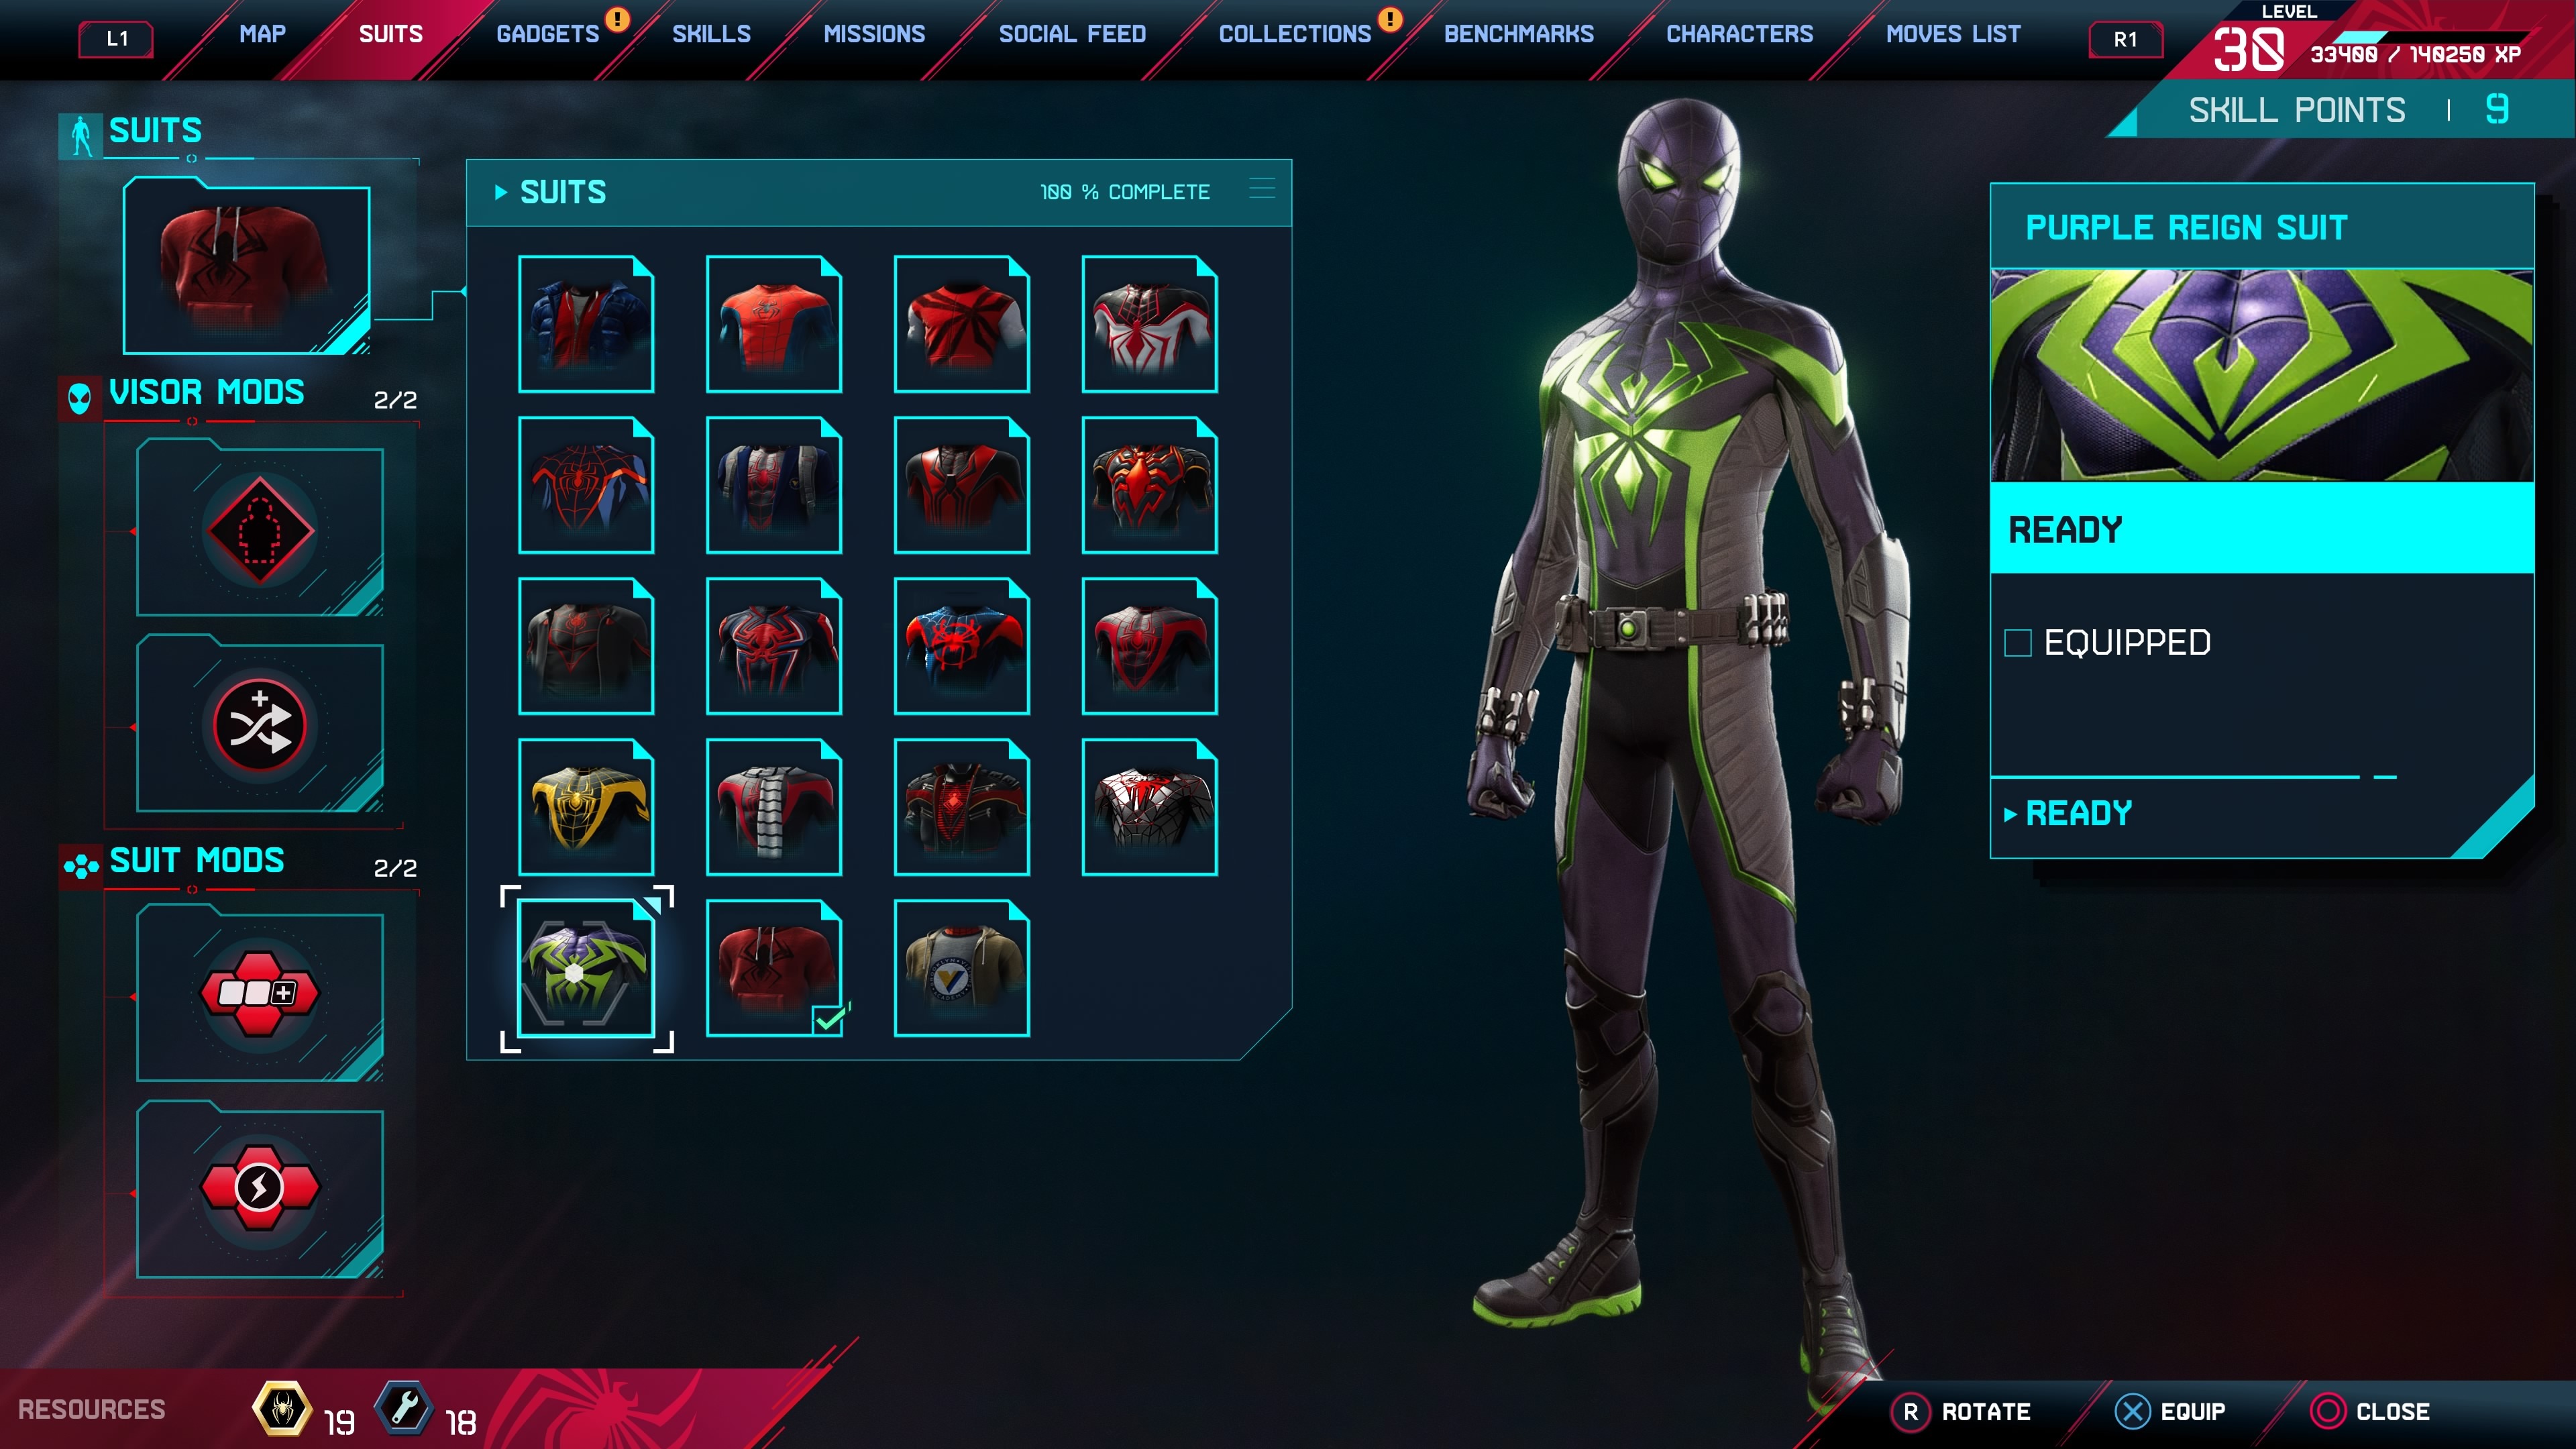 L1
MAP
SUITS
GADGETS
!
SKILLS
MISSIONS
SOCIAL FEED
COLLECTIONS
!
BENCHMARKS
CHARACTERS
MOVES LIST
R1
LEVEL
30
33400 / 140250 XP
SKILL POINTS | 9
SUITS
VISOR MODS
2/2
SUIT MODS
2/2
SUITS
100 % COMPLETE
PURPLE REIGN SUIT
READY
EQUIPPED
READY
RESOURCES
19
18
R ROTATE
EQUIP
CLOSE